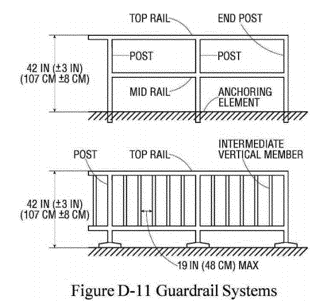 TOP RAIL
END POST
POST
POST
42 IN (±3 IN)
(107 CM ±8 CM)
MID RAIL
ANCHORING
ELEMENT
POST
TOP RAIL
INTERMEDIATE
VERTICAL MEMBER
42 IN (±3 IN)
(107 CM ±8 CM)
19 IN (48 CM) MAX
Figure D-11 Guardrail Systems